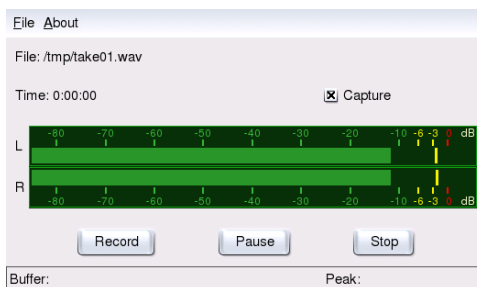 File About
File: /tmp/take01.wav
Time: 0:00:00 Capture
-80 -70 -60 -50 -40 -30 -20 -10 -6 -3 0 dB
L
R
-80 -70 -60 -50 -40 -30 -20 -10 -6 -3 0 dB
Record Pause Stop
Buffer: Peak: